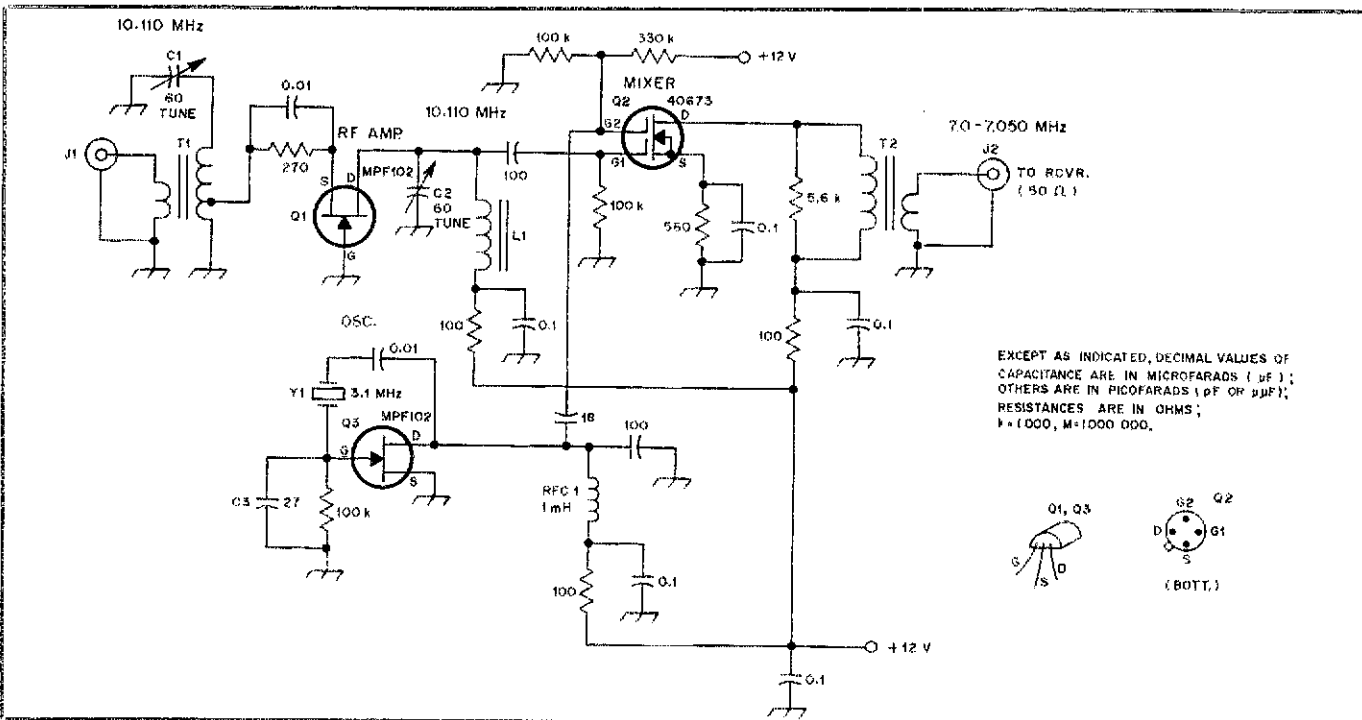 10.110 MHz
C1
60
TUNE
J1
T1
0.01
270
RF AMP.
MPF102
S
D
Q1
G
10.110 MHz
C2
60
TUNE
L1
100
100
0.1
100 k
330 k
+12 V
MIXER
Q2
40673
G2
D
G1
S
100 k
560
0.1
5.6 k
T2
7.0-7.050 MHz
J2
TO RCVR.
(50 Ω)
100
0.1
OSC.
0.01
Y1
3.1 MHz
Q3
MPF102
D
G
S
C3
27
100 k
18
100
RFC 1
1 mH
100
0.1
+12 V
0.1
EXCEPT AS INDICATED, DECIMAL VALUES OF
CAPACITANCE ARE IN MICROFARADS ( µF ) ;
OTHERS ARE IN PICOFARADS ( pF OR µµF);
RESISTANCES ARE IN OHMS ;
k=1000, M=1000 000.
Q1, Q3
G
S
D
G2
Q2
D
G1
S
(BOTT.)